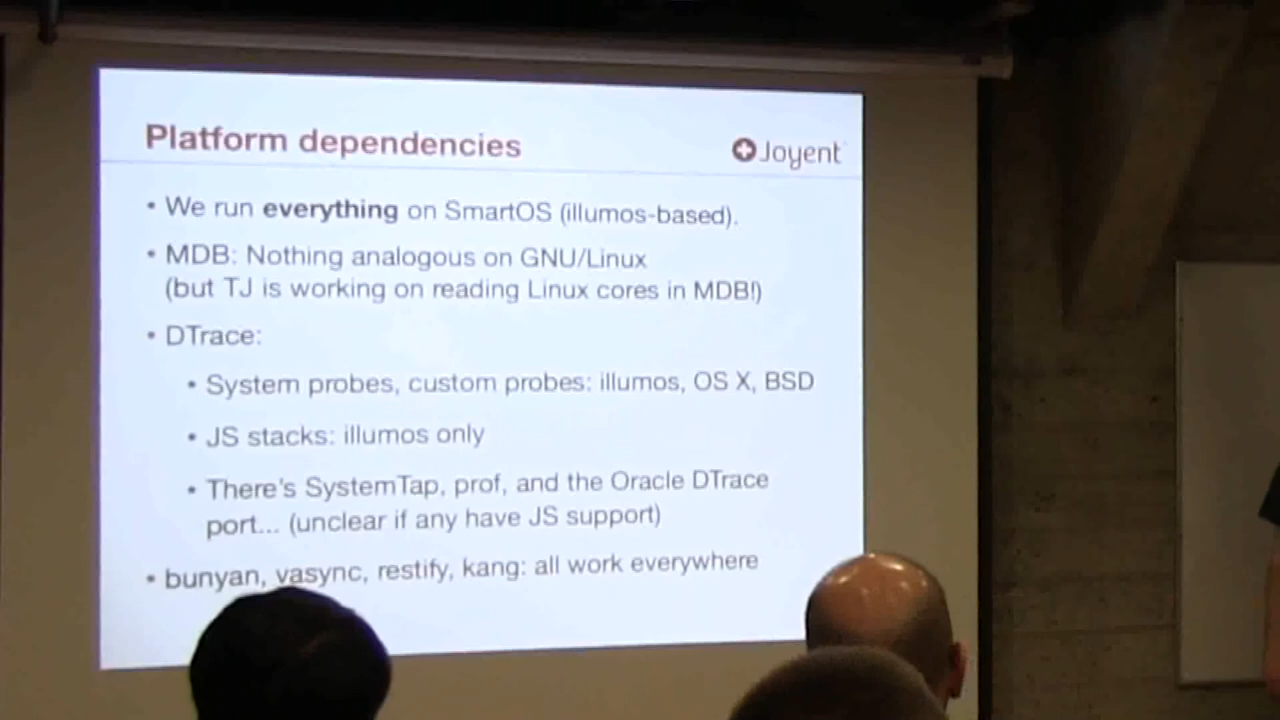 Platform dependencies
Joyent
• We run everything on SmartOS (illumos-based).
• MDB: Nothing analogous on GNU/Linux
(but TJ is working on reading Linux cores in MDB!)
• DTrace:
• System probes, custom probes: illumos, OS X, BSD
• JS stacks: illumos only
• There's SystemTap, prof, and the Oracle DTrace
port... (unclear if any have JS support)
• bunyan, vasync, restify, kang: all work everywhere